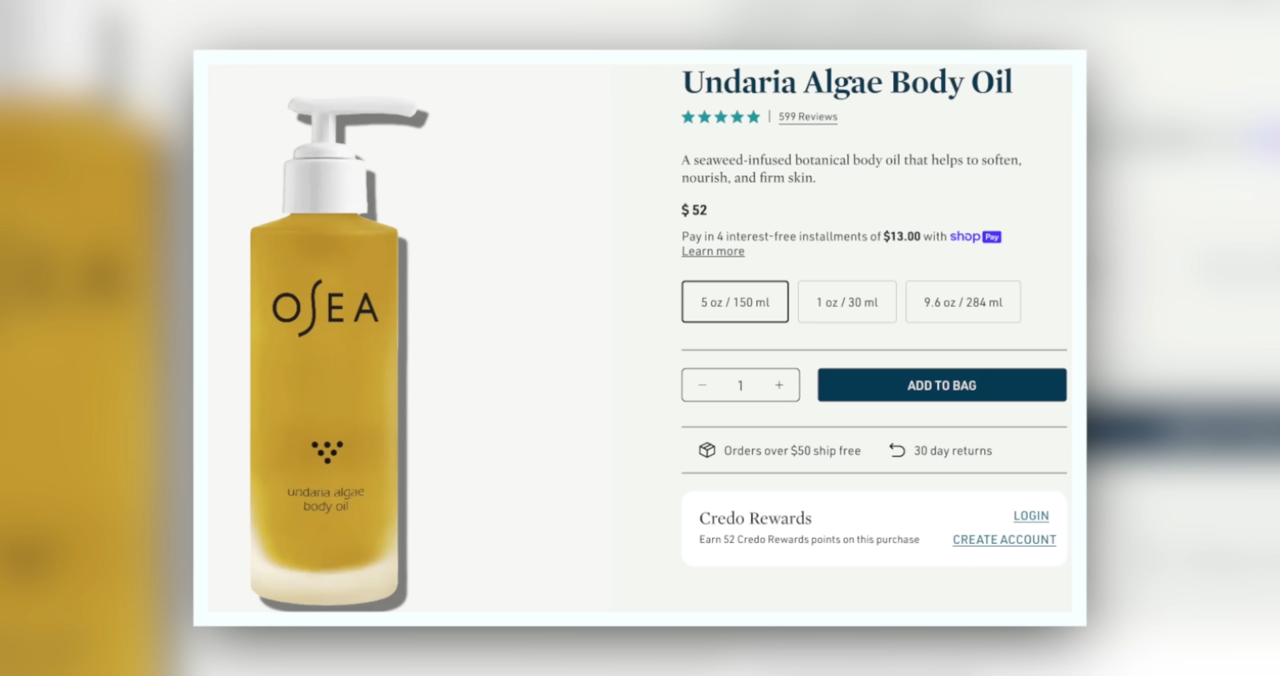 OSEA
undaria algae
body oil
Undaria Algae Body Oil
599 Reviews
A seaweed-infused botanical body oil that helps to soften,
nourish, and firm skin.
$ 52
Pay in 4 interest-free installments of $13.00 with shop Pay
Learn more
5 oz / 150 ml
1 oz / 30 ml
9.6 oz / 284 ml
− 1 +
ADD TO BAG
Orders over $50 ship free
30 day returns
Credo Rewards
LOGIN
Earn 52 Credo Rewards points on this purchase
CREATE ACCOUNT